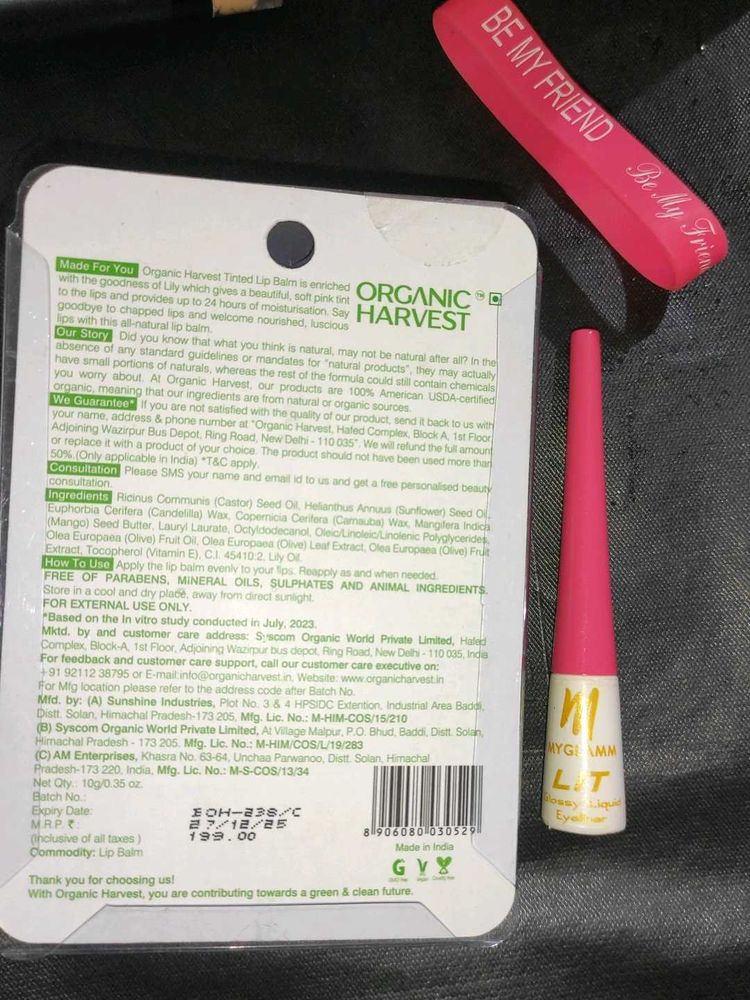 BE MY FRIEND
Be My Frien
Made For You Organic Harvest Tinted Lip Balm is enriched
with the goodness of Lily which gives a beautiful, soft pink tint
to the lips and provides up to 24 hours of moisturisation. Say
goodbye to chapped lips and welcome nourished, luscious
lips with this all-natural lip balm.
ORGANIC ™
HARVEST
Our Story Did you know that what you think is natural, may not be natural after all? In the
absence of any standard guidelines or mandates for "natural products", they may actually
have small portions of naturals, whereas the rest of the formula could still contain chemicals
you worry about. At Organic Harvest, our products are 100% American USDA-certified
organic, meaning that our ingredients are from natural or organic sources.
We Guarantee* If you are not satisfied with the quality of our product, send it back to us with
your name, address & phone number at "Organic Harvest, Hafed Complex, Block A, 1st Floor,
Adjoining Wazirpur Bus Depot, Ring Road, New Delhi - 110 035". We will refund the full amount
or replace it with a product of your choice. The product should not have been used more than
50%.(Only applicable in India) *T&C apply.
Consultation Please SMS your name and email id to us and get a free personalised beauty
consultation.
Ingredients Ricinus Communis (Castor) Seed Oil, Helianthus Annuus (Sunflower) Seed Oil,
Euphorbia Cerifera (Candelilla) Wax, Copernicia Cerifera (Carnauba) Wax, Mangifera Indica
(Mango) Seed Butter, Lauryl Laurate, Octyldodecanol, Oleic/Linoleic/Linolenic Polyglycerides,
Olea Europaea (Olive) Fruit Oil, Olea Europaea (Olive) Leaf Extract, Olea Europaea (Olive) Fruit
Extract, Tocopherol (Vitamin E), C.I. 45410:2, Lily Oil.
How To Use Apply the lip balm evenly to your lips. Reapply as and when needed.
FREE OF PARABENS, MINERAL OILS, SULPHATES AND ANIMAL INGREDIENTS.
Store in a cool and dry place, away from direct sunlight.
FOR EXTERNAL USE ONLY.
*Based on the In vitro study conducted in July, 2023.
Mktd. by and customer care address: Syscom Organic World Private Limited, Hafed
Complex, Block-A, 1st Floor, Adjoining Wazirpur bus depot, Ring Road, New Delhi - 110 035, India
For feedback and customer care support, call our customer care executive on:
+91 92112 38795 or E-mail:info@organicharvest.in. Website: www.organicharvest.in
For Mfg location please refer to the address code after Batch No.
Mfd. by: (A) Sunshine Industries, Plot No. 3 & 4 HPSIDC Extention, Industrial Area Baddi,
Distt. Solan, Himachal Pradesh-173 205, Mfg. Lic. No.: M-HIM-COS/15/210
(B) Syscom Organic World Private Limited, At Village Malpur, P.O. Bhud, Baddi, Distt. Solan,
Himachal Pradesh - 173 205. Mfg. Lic. No.: M-HIM/COS/L/19/283
(C) AM Enterprises, Khasra No. 63-64, Unchaa Parwanoo, Distt. Solan, Himachal
Pradesh-173 220, India, Mfg. Lic. No.: M-S-COS/13/34
Net Qty.: 10g/0.35 oz.
Batch No.: EOH-238/C
Expiry Date: 27/12/25
M.R.P. ₹: 199.00
(inclusive of all taxes)
Commodity: Lip Balm
8 906080 030529
Made in India
GMO free Vegan Cruelty free
Thank you for choosing us!
With Organic Harvest, you are contributing towards a green & clean future.
M
MYGLAMM
LIT
Glossy Liquid
Eyeliner